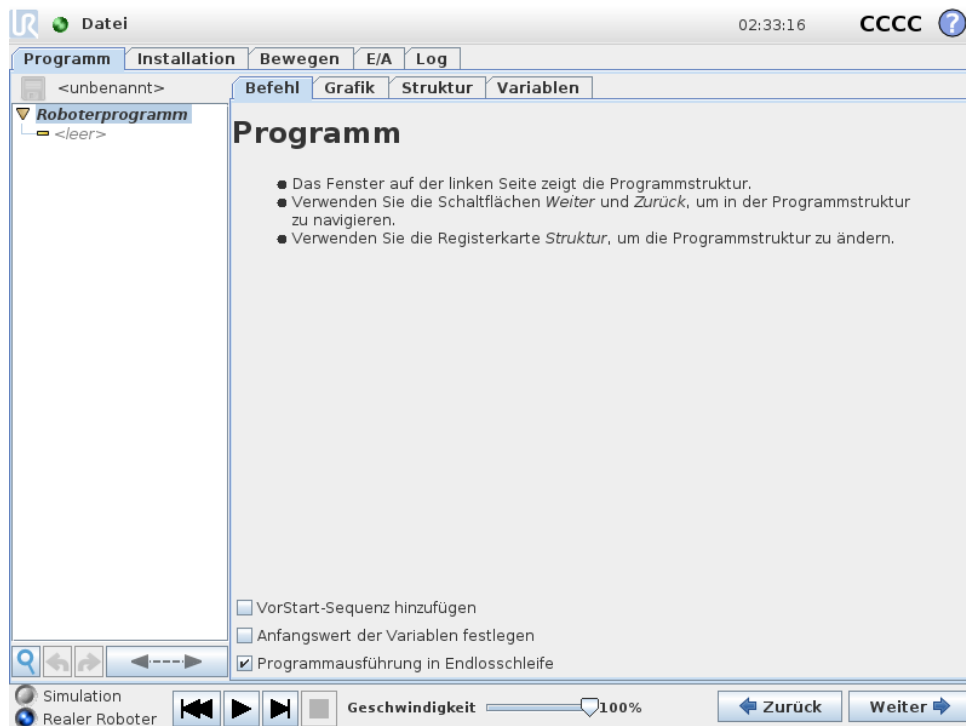 UR Datei 02:33:16 CCCC ?
Programm Installation Bewegen E/A Log
<unbenannt> Befehl Grafik Struktur Variablen
Roboterprogramm
<leer>
Programm
Das Fenster auf der linken Seite zeigt die Programmstruktur.
Verwenden Sie die Schaltflächen Weiter und Zurück, um in der Programmstruktur
zu navigieren.
Verwenden Sie die Registerkarte Struktur, um die Programmstruktur zu ändern.
VorStart-Sequenz hinzufügen
Anfangswert der Variablen festlegen
Programmausführung in Endlosschleife
Simulation
Realer Roboter
Geschwindigkeit 100% Zurück Weiter